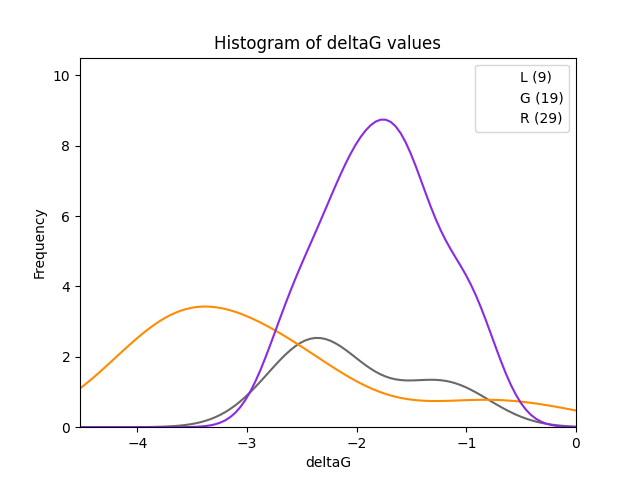 Histogram of deltaG values
L (9)
G (19)
R (29)
10
8
6
4
2
0
Frequency
−4
−3
−2
−1
0
deltaG